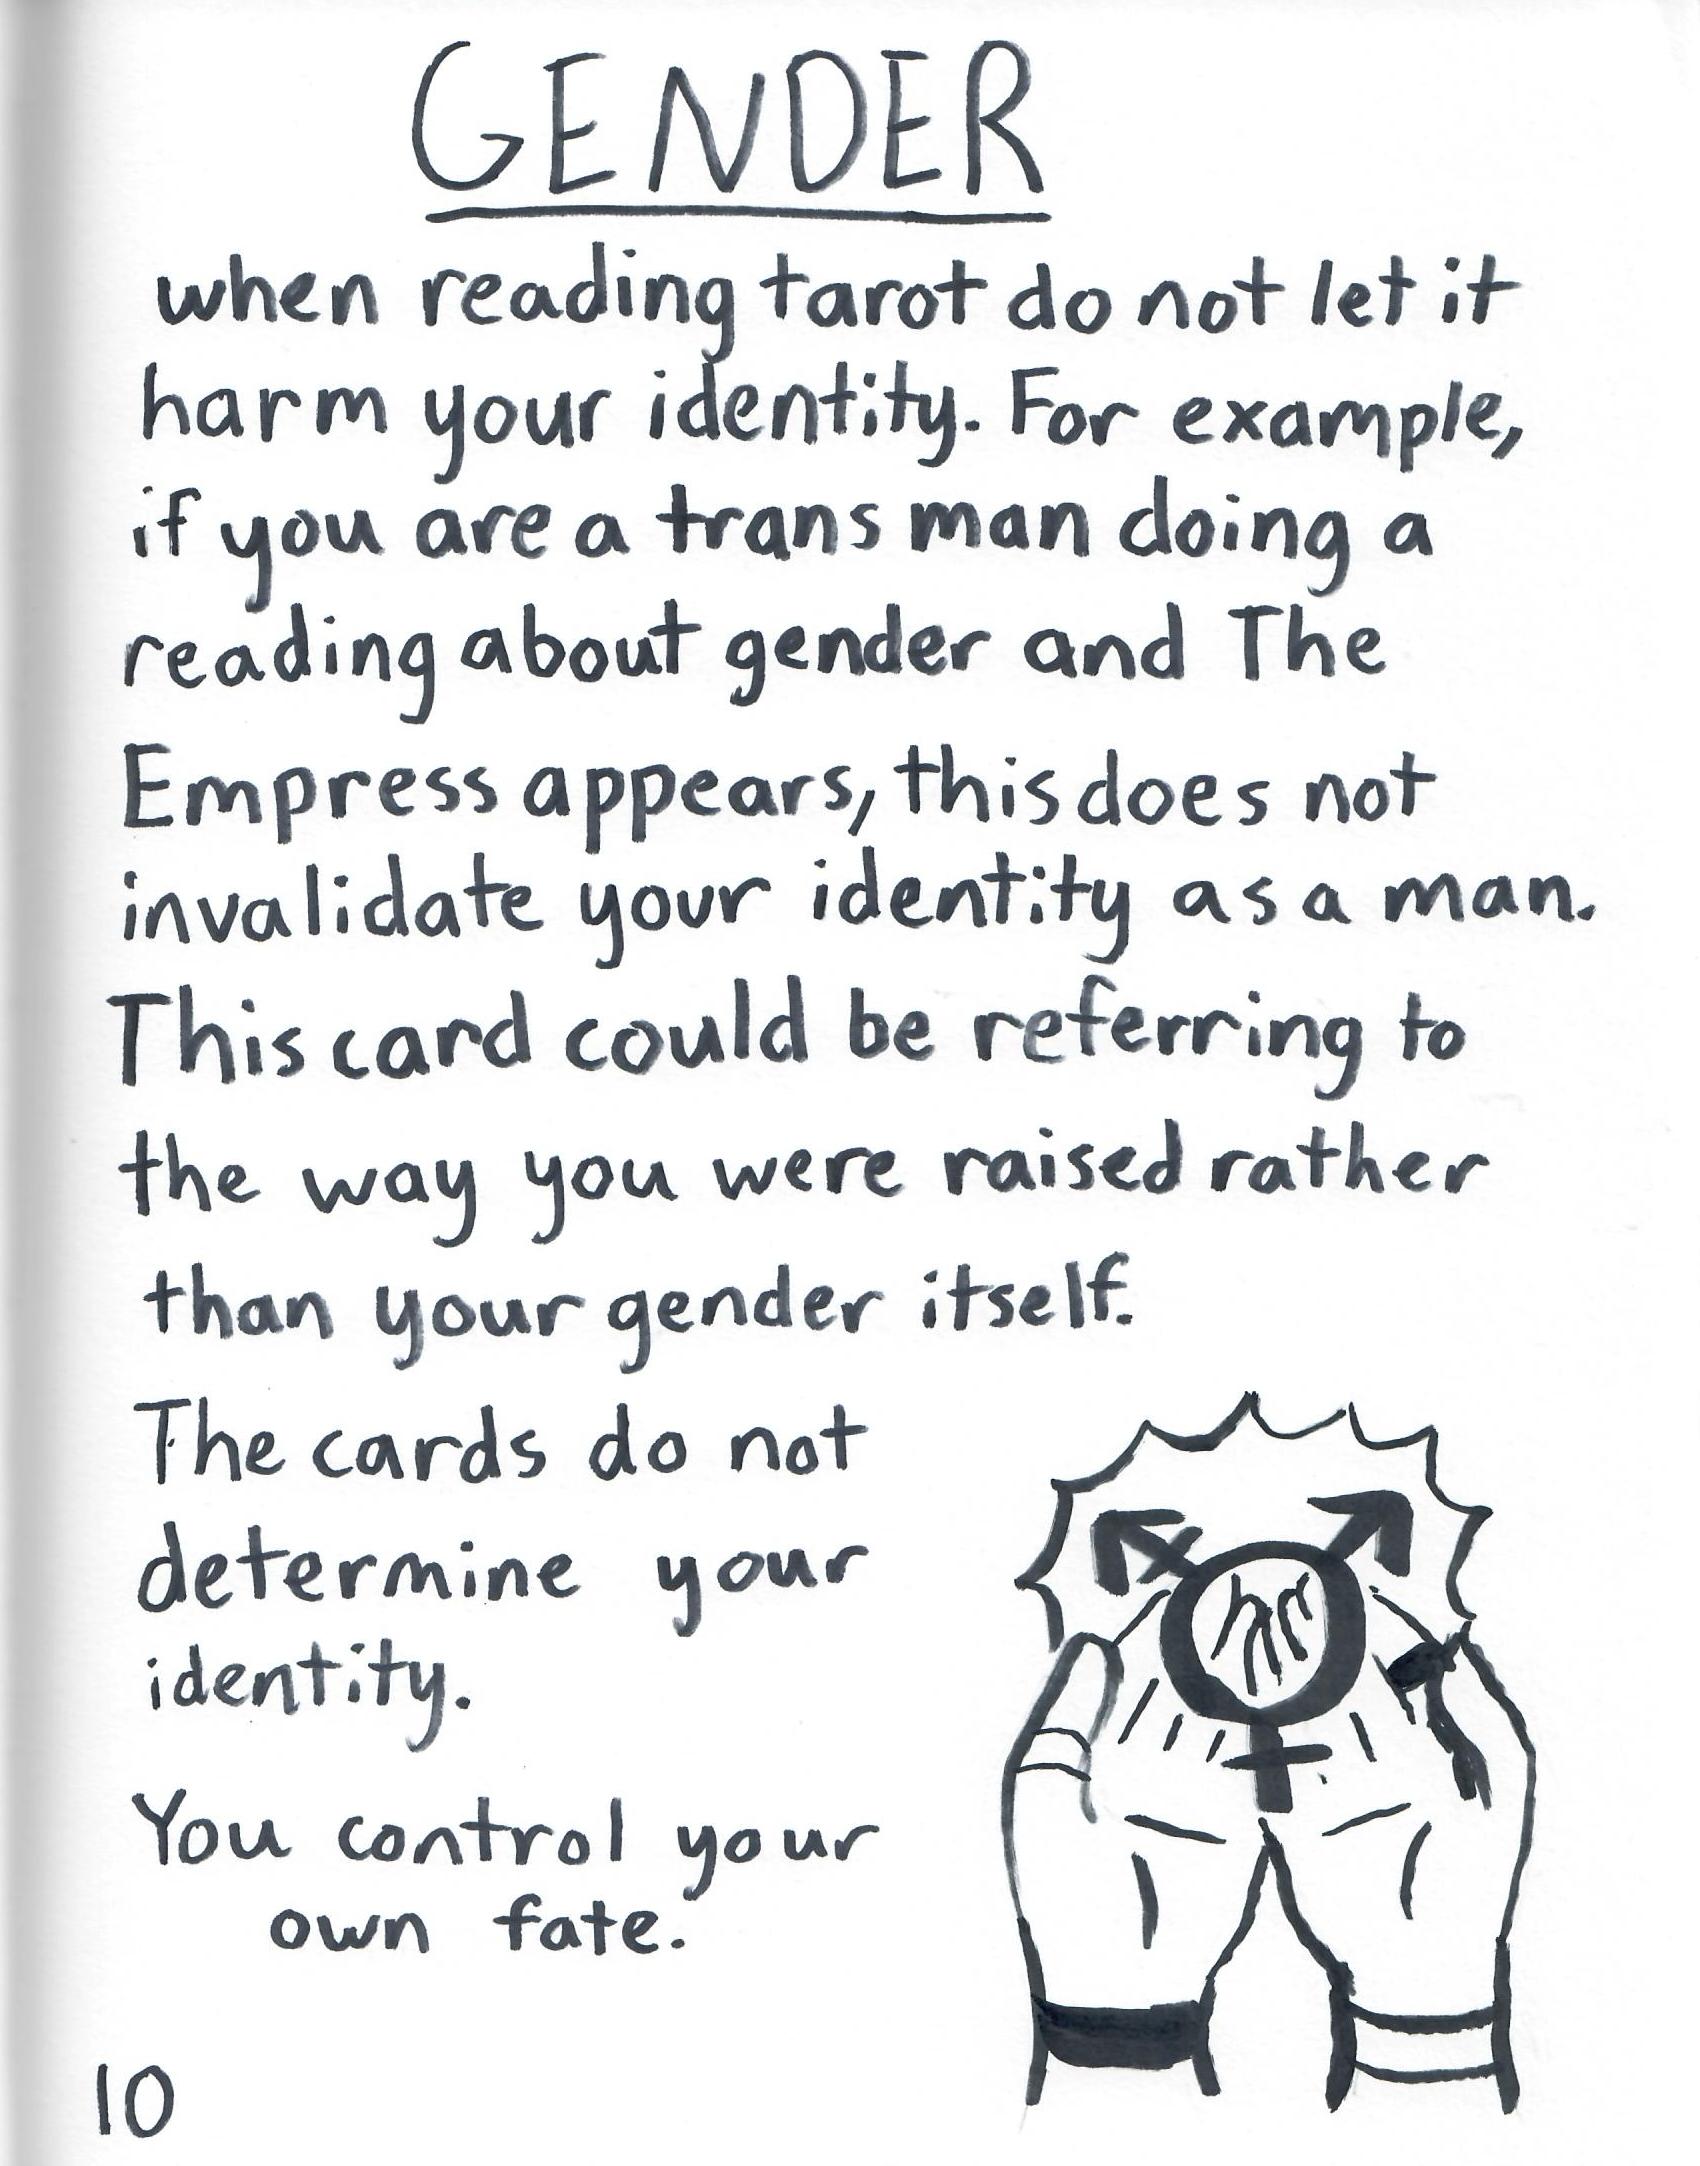 GENDER
when reading tarot do not let it
harm your identity. For example,
if you are a trans man doing a
reading about gender and The
Empress appears, this does not
invalidate your identity as a man.
This card could be referring to
the way you were raised rather
than your gender itself.
The cards do not
determine your
identity.
You control your
own fate.
10